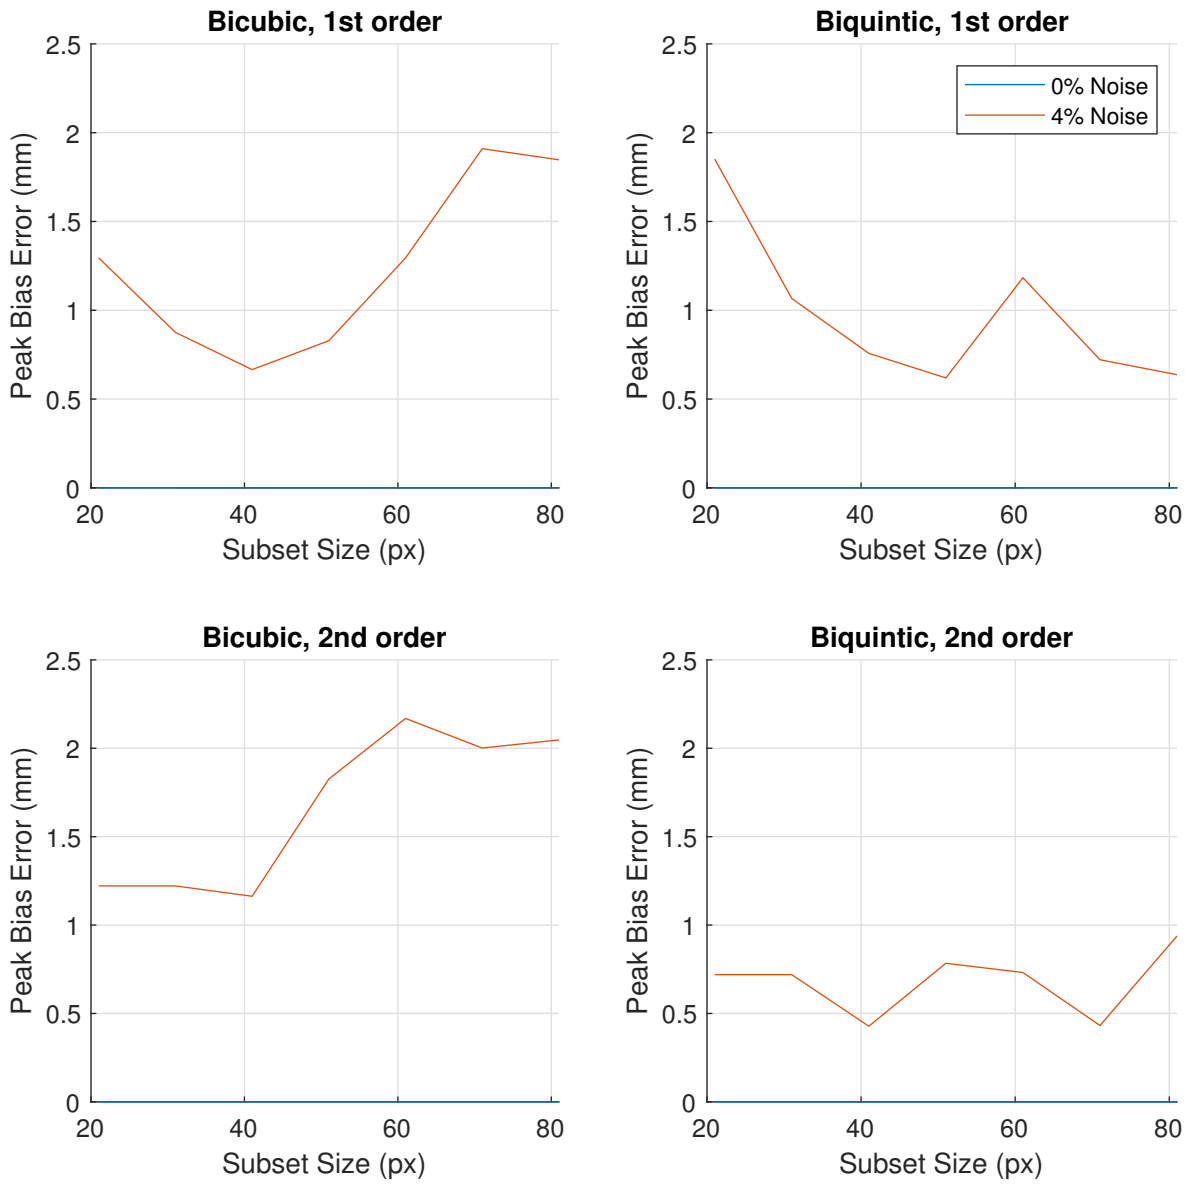 Bicubic, 1st order
2.5
2
1.5
1
0.5
0
20 40 60 80
Peak Bias Error (mm)
Subset Size (px)
Biquintic, 1st order
0% Noise
4% Noise
2.5
2
1.5
1
0.5
0
20 40 60 80
Peak Bias Error (mm)
Subset Size (px)
Bicubic, 2nd order
2.5
2
1.5
1
0.5
0
20 40 60 80
Peak Bias Error (mm)
Subset Size (px)
Biquintic, 2nd order
2.5
2
1.5
1
0.5
0
20 40 60 80
Peak Bias Error (mm)
Subset Size (px)